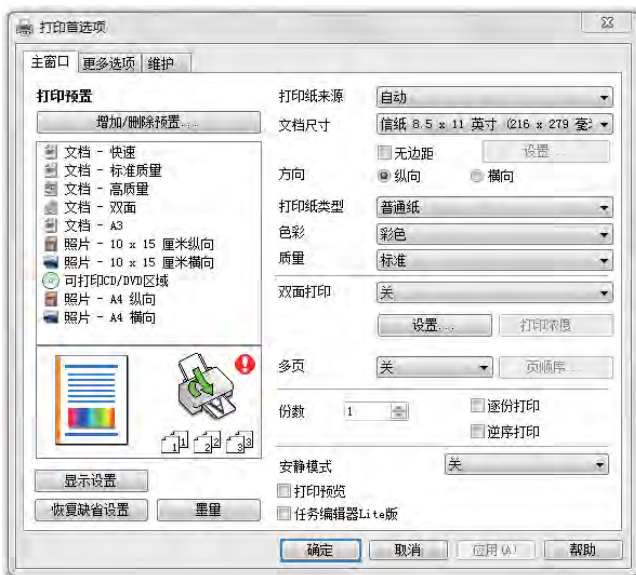 打印首选项
主窗口 更多选项 维护
打印预置
增加/删除预置...
文档 - 快速
文档 - 标准质量
文档 - 高质量
文档 - 双面
文档 - A3
照片 - 10 x 15 厘米纵向
照片 - 10 x 15 厘米横向
可打印CD/DVD区域
照片 - A4 纵向
照片 - A4 横向
1 1 2 2 3 3
显示设置
恢复缺省设置 墨量
打印纸来源 自动
文档尺寸 信纸 8.5 x 11 英寸 (216 x 279 毫
无边距 设置...
方向 纵向 横向
打印纸类型 普通纸
色彩 彩色
质量 标准
双面打印 关
设置... 打印浓度
多页 关 页顺序...
份数 1 逐份打印
逆序打印
安静模式 关
打印预览
任务编辑器Lite版
确定 取消 应用(A) 帮助